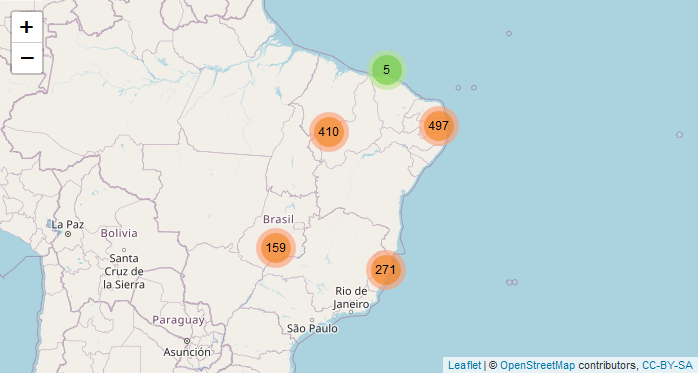 +
−
5
410
497
Brasil
La Paz
Bolivia
159
Santa
Cruz de
la Sierra
271
Rio de
Janeiro
Paraguay
São Paulo
Asunción
Leaflet | © OpenStreetMap contributors, CC-BY-SA